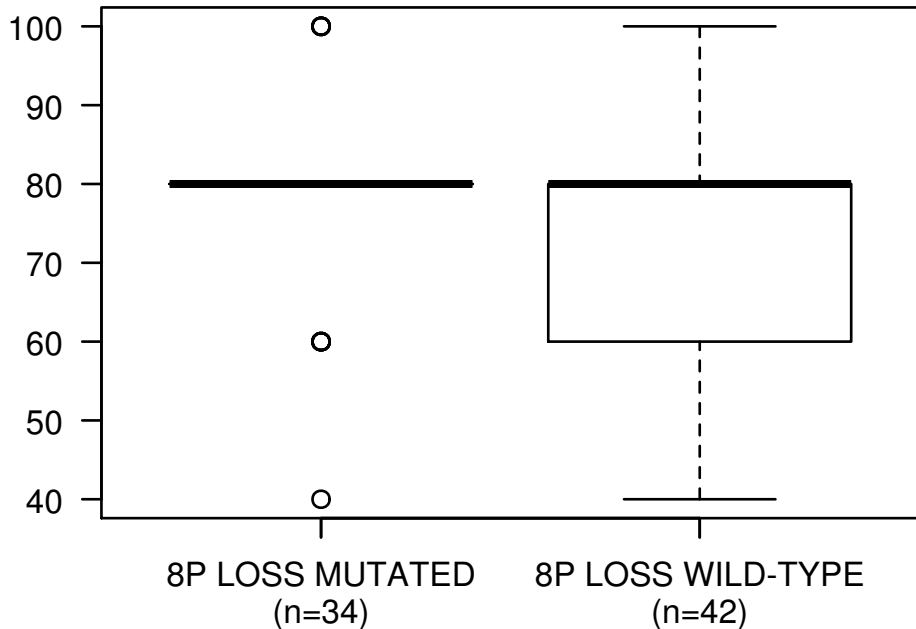 100
90
80
70
60
50
40
8P LOSS MUTATED
(n=34)
8P LOSS WILD-TYPE
(n=42)